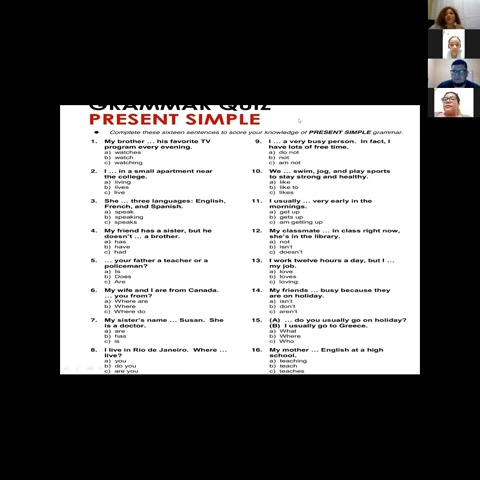 GRAMMAR QUIZ
PRESENT SIMPLE
● Complete these sixteen sentences to score your knowledge of PRESENT SIMPLE grammar.
1. My brother ... his favorite TV
program every evening.
a) watches
b) watch
c) watching
2. I ... in a small apartment near
the college.
a) living
b) lives
c) live
3. She ... three languages: English,
French, and Spanish.
a) speak
b) speaking
c) speaks
4. My friend has a sister, but he
doesn't ... a brother.
a) has
b) have
c) had
5. ... your father a teacher or a
policeman?
a) Is
b) Does
c) Are
6. My wife and I are from Canada.
... you from?
a) Where are
b) Where
c) Where do
7. My sister's name ... Susan. She
is a doctor.
a) are
b) has
c) is
8. I live in Rio de Janeiro. Where ...
live?
a) you
b) do you
c) are you
9. I ... a very busy person. In fact, I
have lots of free time.
a) do not
b) not
c) am not
10. We ... swim, jog, and play sports
to stay strong and healthy.
a) like
b) like to
c) likes
11. I usually ... very early in the
mornings.
a) get up
b) gets up
c) am getting up
12. My classmate ... in class right now,
she's in the library.
a) not
b) isn't
c) doesn't
13. I work twelve hours a day, but I ...
my job.
a) love
b) loves
c) loving
14. My friends ... busy because they
are on holiday.
a) isn't
b) don't
c) aren't
15. (A) ... do you usually go on holiday?
(B) I usually go to Greece.
a) What
b) Where
c) Who
16. My mother ... English at a high
school.
a) teaching
b) teach
c) teaches